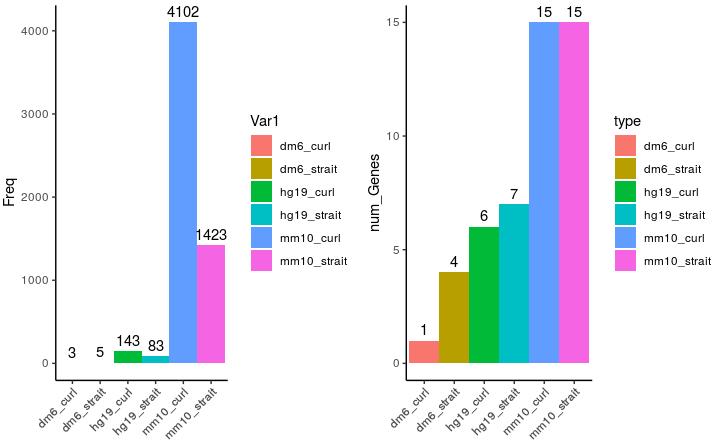 4102
4000
3000
2000
1423
1000
143
83
3
5
0
Freq
dm6_curl
dm6_strait
hg19_curl
hg19_strait
mm10_curl
mm10_strait
Var1
dm6_curl
dm6_strait
hg19_curl
hg19_strait
mm10_curl
mm10_strait
15
15
15
10
7
6
5
4
1
0
num_Genes
dm6_curl
dm6_strait
hg19_curl
hg19_strait
mm10_curl
mm10_strait
type
dm6_curl
dm6_strait
hg19_curl
hg19_strait
mm10_curl
mm10_strait